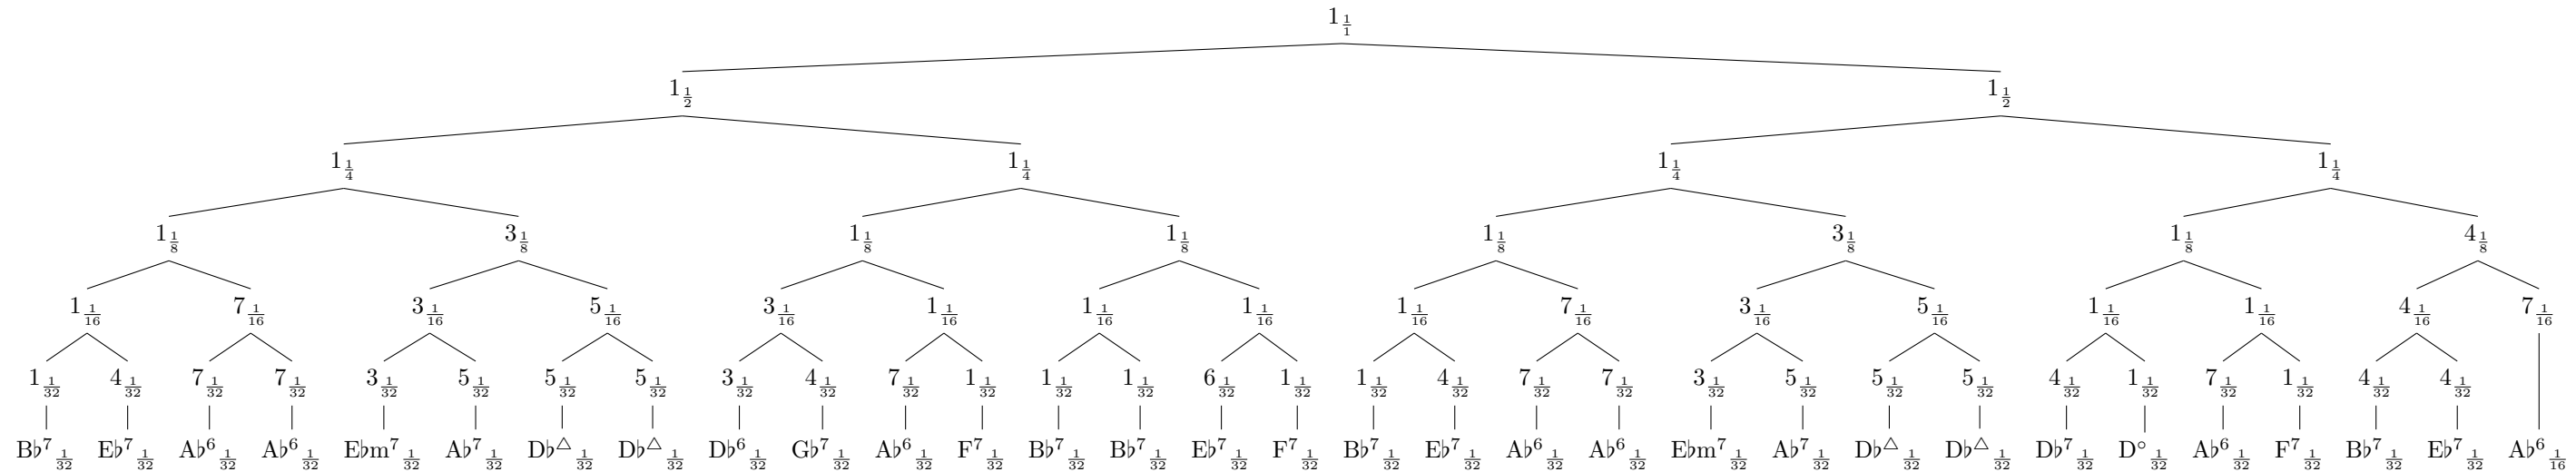 1 1/1
1 1/2 1 1/2
1 1/4 1 1/4 1 1/4 1 1/4
1 1/8 3 1/8 1 1/8 1 1/8 1 1/8 3 1/8 1 1/8 4 1/8
1 1/16 7 1/16 3 1/16 5 1/16 3 1/16 1 1/16 1 1/16 1 1/16 1 1/16 7 1/16 3 1/16 5 1/16 1 1/16 1 1/16 4 1/16 7 1/16
1 1/32 4 1/32 7 1/32 7 1/32 3 1/32 5 1/32 5 1/32 5 1/32 3 1/32 4 1/32 7 1/32 1 1/32 1 1/32 1 1/32 6 1/32 1 1/32 1 1/32 4 1/32 7 1/32 7 1/32 3 1/32 5 1/32 5 1/32 5 1/32 4 1/32 1 1/32 7 1/32 1 1/32 4 1/32 4 1/32
B♭7 1/32 E♭7 1/32 A♭6 1/32 A♭6 1/32 E♭m7 1/32 A♭7 1/32 D♭△ 1/32 D♭△ 1/32 D♭6 1/32 G♭7 1/32 A♭6 1/32 F7 1/32 B♭7 1/32 B♭7 1/32 E♭7 1/32 F7 1/32 B♭7 1/32 E♭7 1/32 A♭6 1/32 A♭6 1/32 E♭m7 1/32 A♭7 1/32 D♭△ 1/32 D♭△ 1/32 D♭7 1/32 D° 1/32 A♭6 1/32 F7 1/32 B♭7 1/32 E♭7 1/32 A♭6 1/16